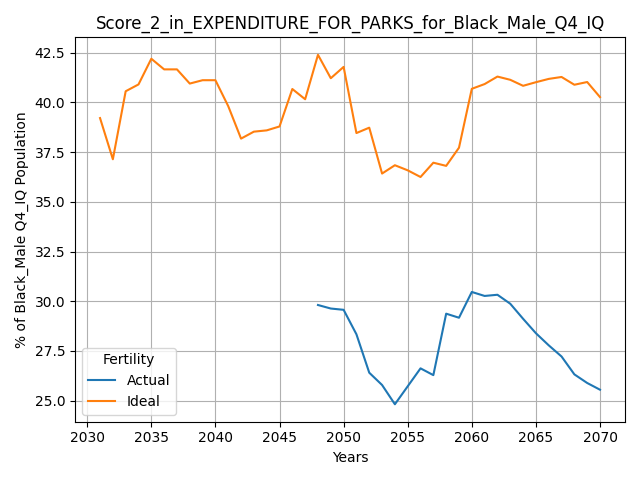 Score_2_in_EXPENDITURE_FOR_PARKS_for_Black_Male_Q4_IQ
% of Black_Male Q4_IQ Population
42.5
40.0
37.5
35.0
32.5
30.0
27.5
25.0
Fertility
Actual
Ideal
2030 2035 2040 2045 2050 2055 2060 2065 2070
Years